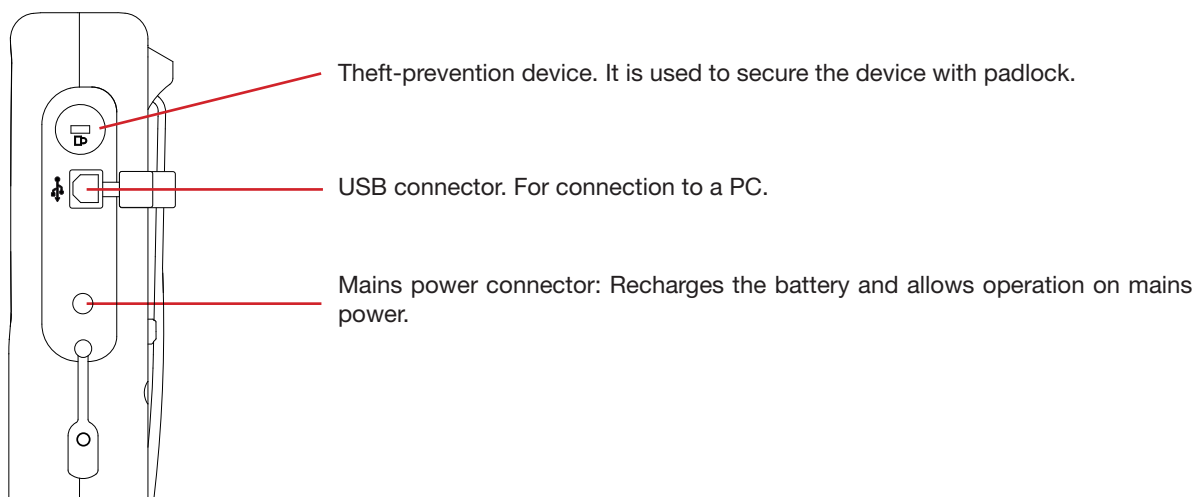 Theft-prevention device. It is used to secure the device with padlock.
USB connector. For connection to a PC.
Mains power connector: Recharges the battery and allows operation on mains
power.